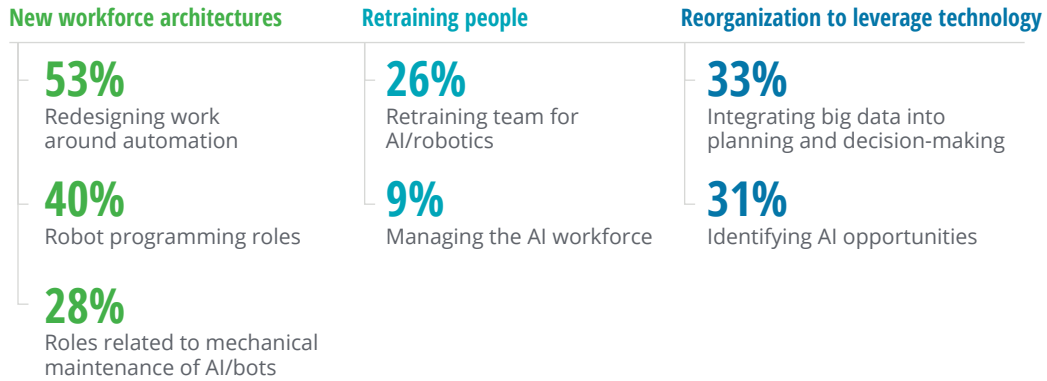 New workforce architectures
53%
Redesigning work
around automation
40%
Robot programming roles
28%
Roles related to mechanical
maintenance of AI/bots
Retraining people
26%
Retraining team for
AI/robotics
9%
Managing the AI workforce
Reorganization to leverage technology
33%
Integrating big data into
planning and decision-making
31%
Identifying AI opportunities